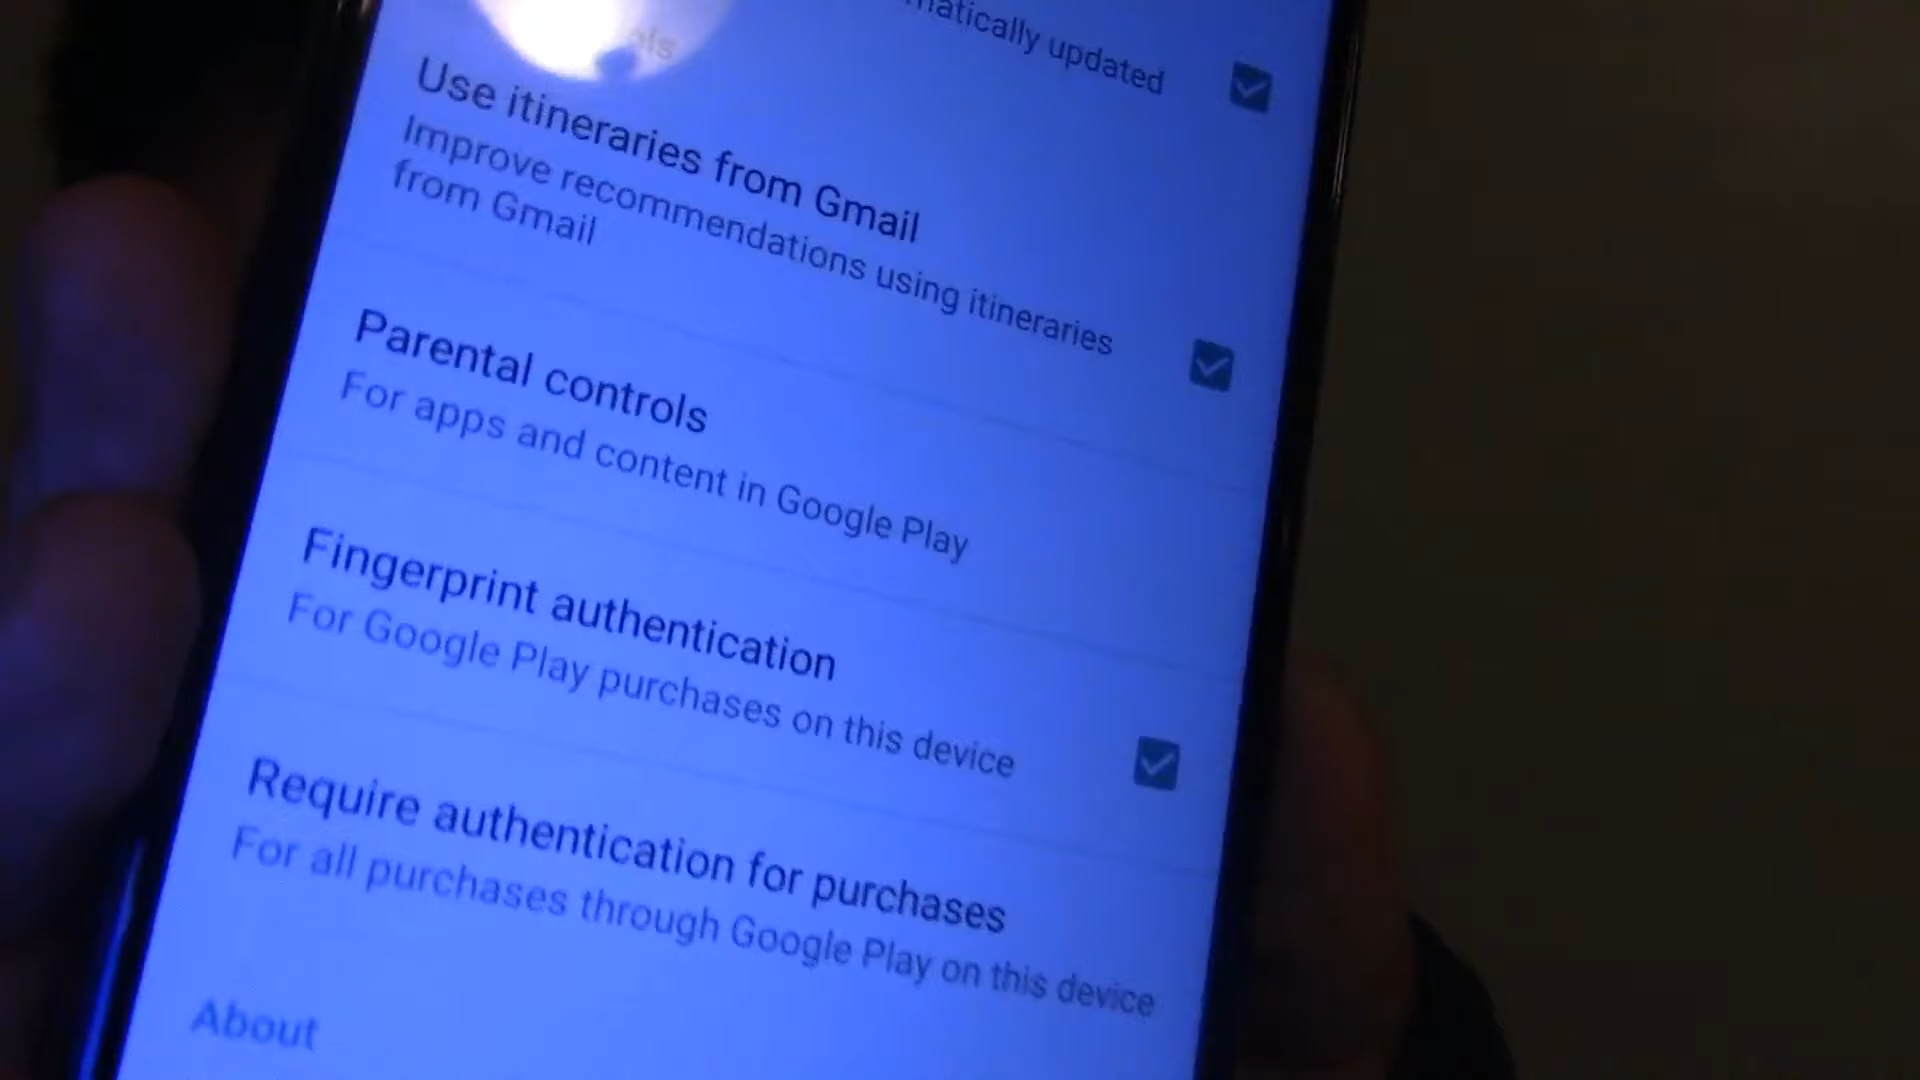 updated
Use itineraries from Gmail
Improve recommendations using itineraries
from Gmail
Parental controls
For apps and content in Google Play
Fingerprint authentication
For Google Play purchases on this device
Require authentication for purchases
For all purchases through Google Play on this device
About